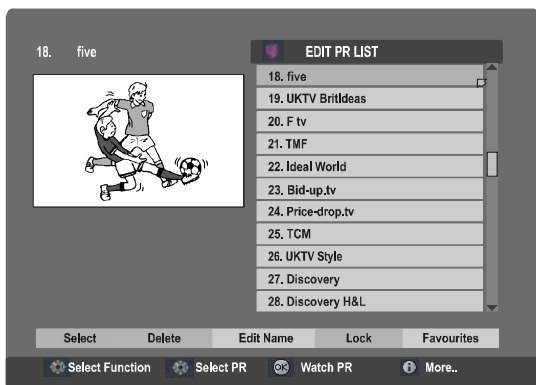 18. five
EDIT PR LIST
18. five
19. UKTV BritIdeas
20. F tv
21. TMF
22. Ideal World
23. Bid-up.tv
24. Price-drop.tv
25. TCM
26. UKTV Style
27. Discovery
28. Discovery H&L
Select Delete Edit Name Lock Favourites
Select Function Select PR OK Watch PR i More..